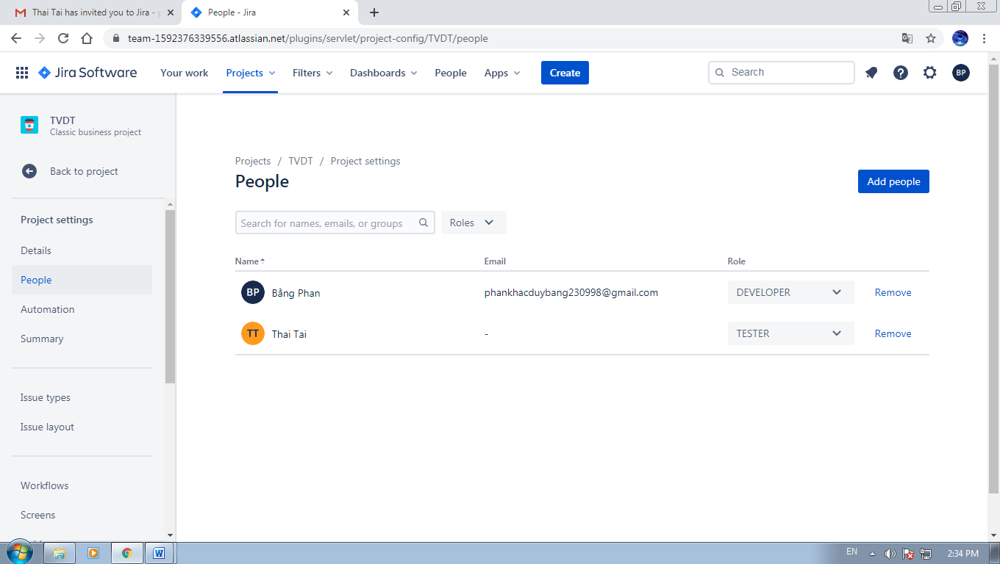 Thai Tai has invited you to Jira - p
People - Jira
team-1592376339556.atlassian.net/plugins/servlet/project-config/TVDT/people
Jira Software
Your work
Projects
Filters
Dashboards
People
Apps
Create
Search
BP
TVDT
Classic business project
Back to project
Project settings
Details
People
Automation
Summary
Issue types
Issue layout
Workflows
Screens
Projects / TVDT / Project settings
People
Add people
Search for names, emails, or groups
Roles
Name Email Role
BP Bằng Phan phankhacduybang230998@gmail.com DEVELOPER Remove
TT Thai Tai - TESTER Remove
EN
2:34 PM